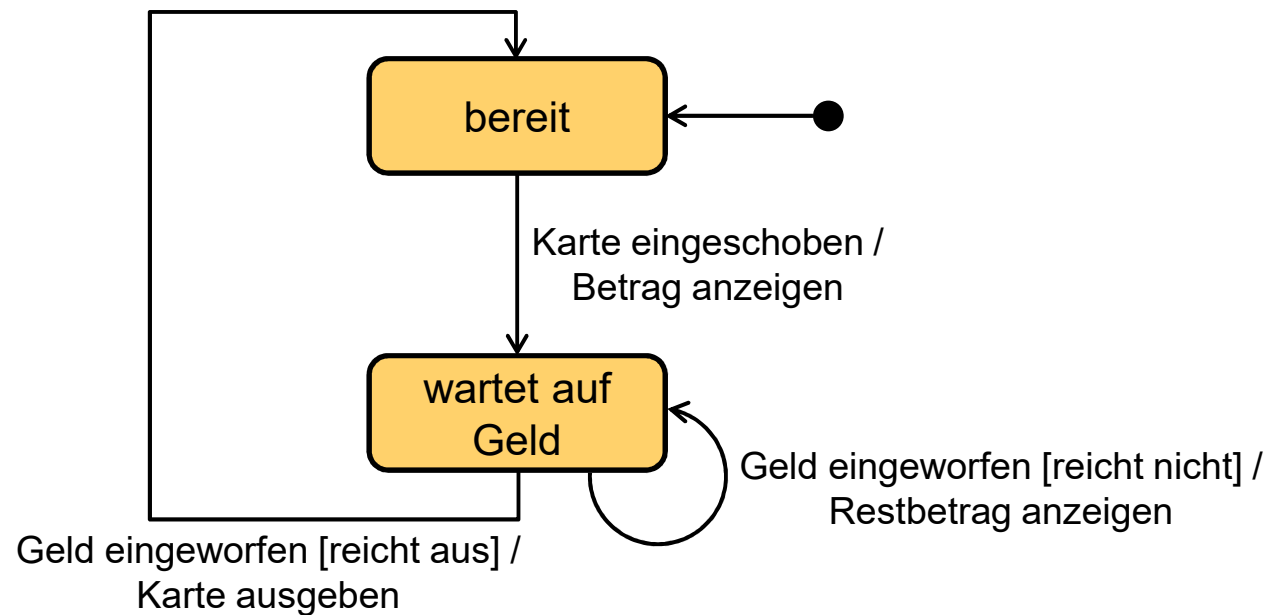 bereit
Karte eingeschoben /
Betrag anzeigen
wartet auf
Geld
Geld eingeworfen [reicht nicht] /
Restbetrag anzeigen
Geld eingeworfen [reicht aus] /
Karte ausgeben